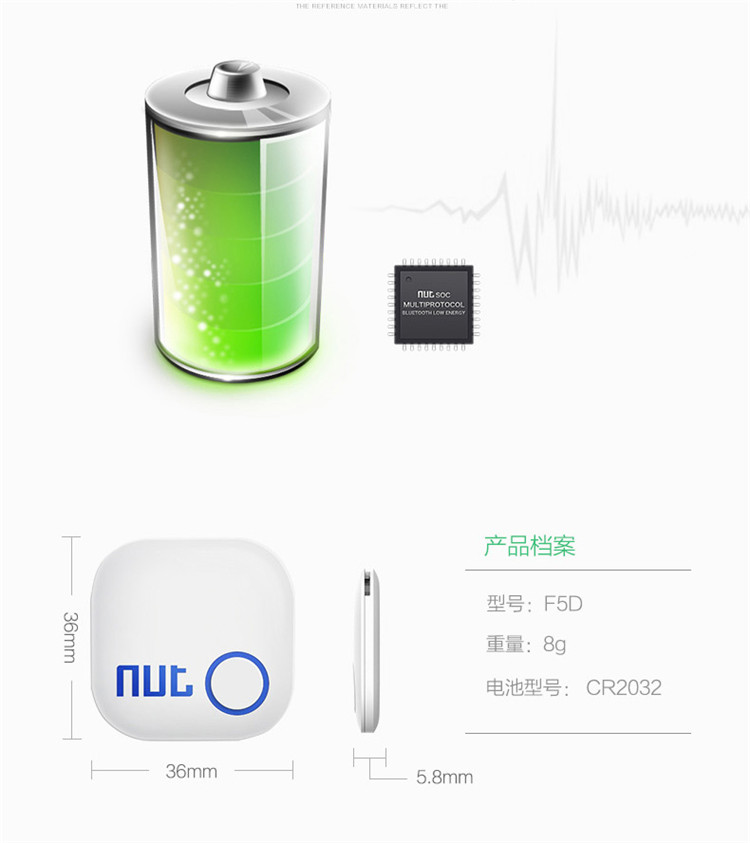 THE REFERENCE MATERIALS REFLECT THE
nut SOC
MULTIPROTOCOL
BLUETOOTH LOW ENERGY
产品档案
型号：F5D
36mm
重量：8g
nut
电池型号： CR2032
36mm
5.8mm